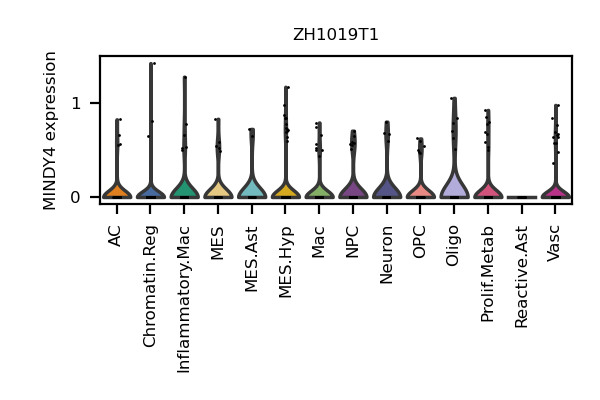 ZH1019T1
MINDY4 expression
1
0
AC
Chromatin.Reg
Inflammatory.Mac
MES
MES.Ast
MES.Hyp
Mac
NPC
Neuron
OPC
Oligo
Prolif.Metab
Reactive.Ast
Vasc